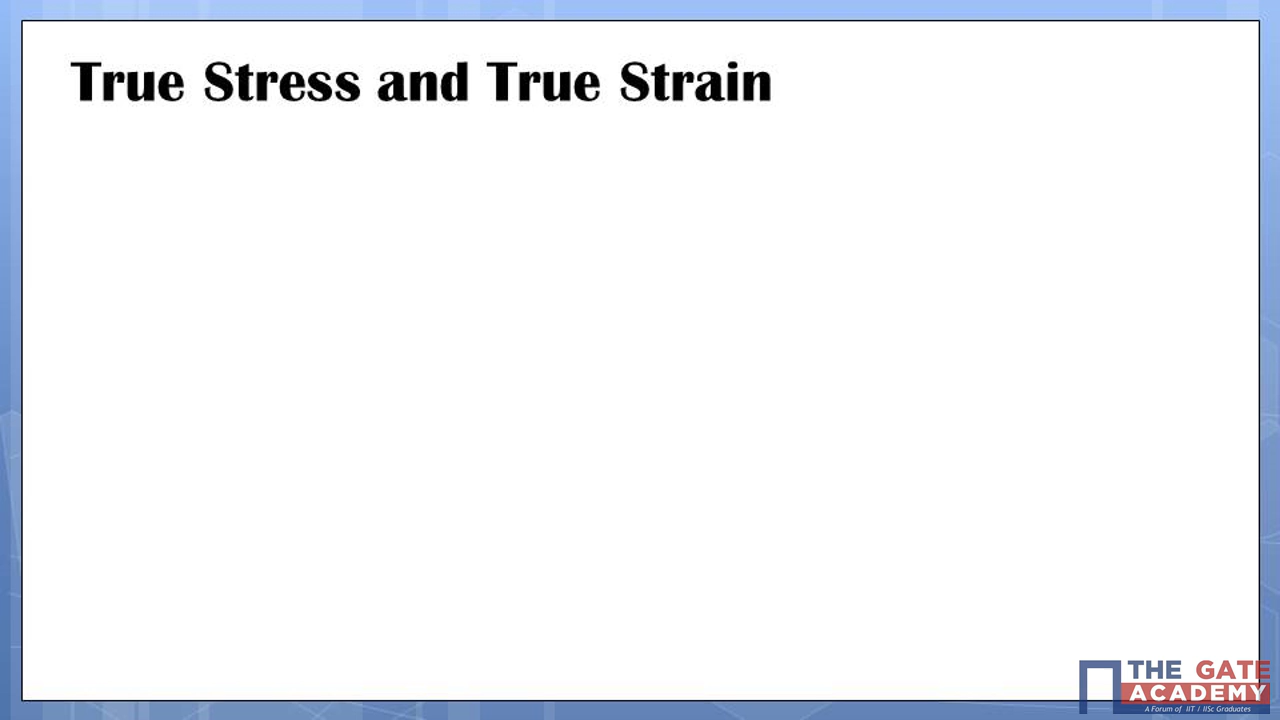 True Stress and True Strain
THE GATE
ACADEMY
A Forum of IIT / IISc Graduates